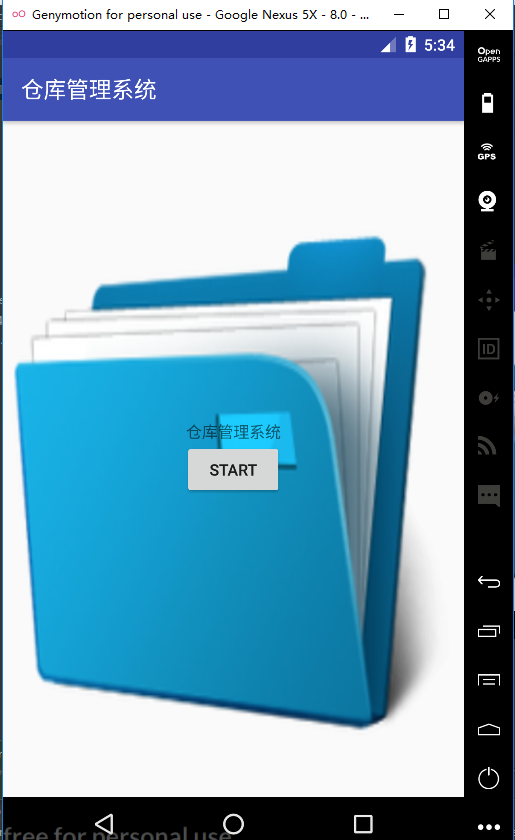 Genymotion for personal use - Google Nexus 5X - 8.0 - ...
5:34
Open
GAPPS
仓库管理系统
GPS
ID
仓库管理系统
START
free for personal use